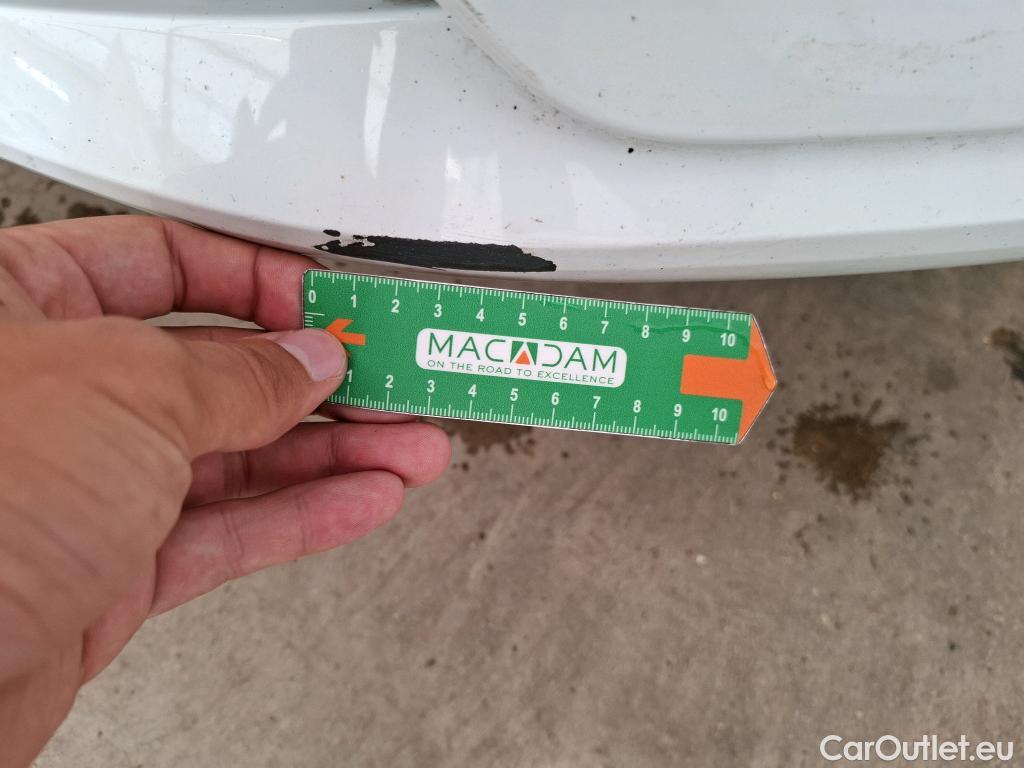 0 1 2 3 4 5 6 7 8 9 10
MACADAM
ON THE ROAD TO EXCELLENCE
1 2 3 4 5 6 7 8 9 10
CarOutlet.eu